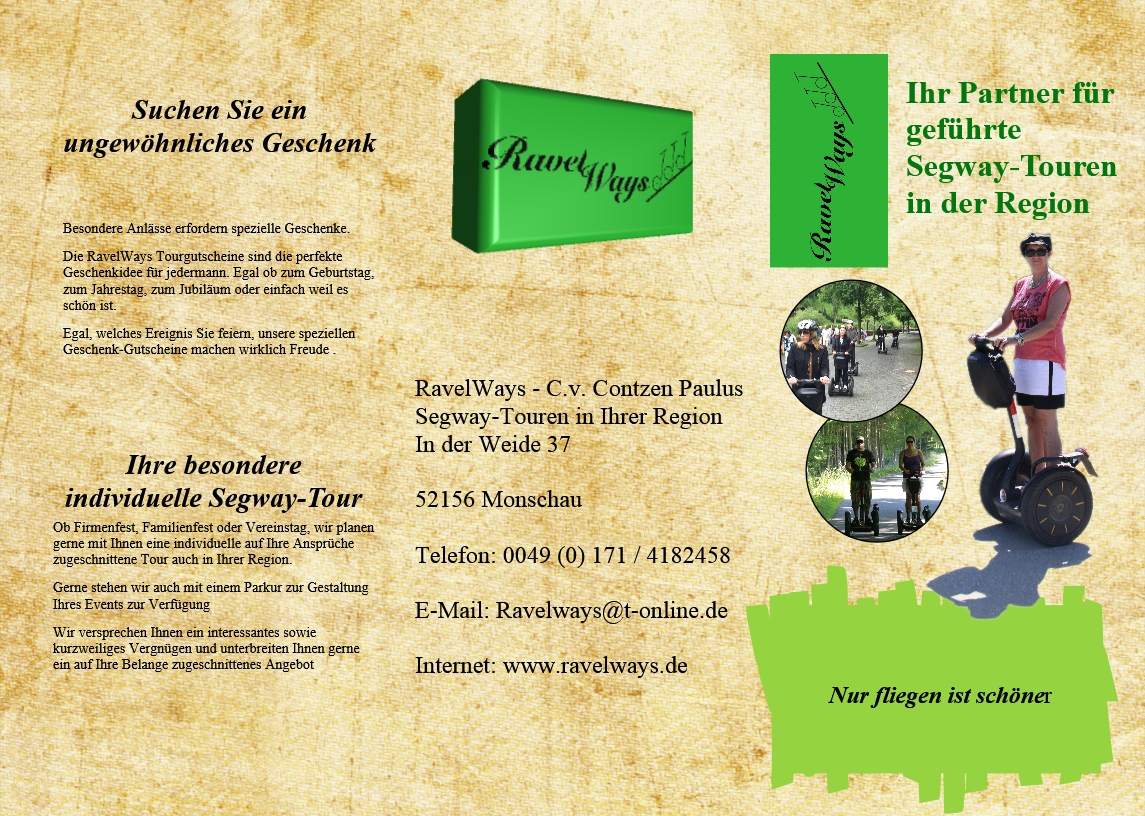 Suchen Sie ein
ungewöhnliches Geschenk
Besondere Anlässe erfordern spezielle Geschenke.
Die RavelWays Tourgutscheine sind die perfekte
Geschenkidee für jedermann. Egal ob zum Geburtstag,
zum Jahrestag, zum Jubiläum oder einfach weil es
schön ist.
Egal, welches Ereignis Sie feiern, unsere speziellen
Geschenk-Gutscheine machen wirklich Freude .
Ihre besondere
individuelle Segway-Tour
Ob Firmenfest, Familienfest oder Vereinstag, wir planen
gerne mit Ihnen eine individuelle auf Ihre Ansprüche
zugeschnittene Tour auch in Ihrer Region.
Gerne stehen wir auch mit einem Parkur zur Gestaltung
Ihres Events zur Verfügung
Wir versprechen Ihnen ein interessantes sowie
kurzweiliges Vergnügen und unterbreiten Ihnen gerne
ein auf Ihre Belange zugeschnittenes Angebot
Ravel Ways
RavelWays - C.v. Contzen Paulus
Segway-Touren in Ihrer Region
In der Weide 37
52156 Monschau
Telefon: 0049 (0) 171 / 4182458
E-Mail: Ravelways@t-online.de
Internet: www.ravelways.de
Ravel Ways
Ihr Partner für
geführte
Segway-Touren
in der Region
Nur fliegen ist schöner